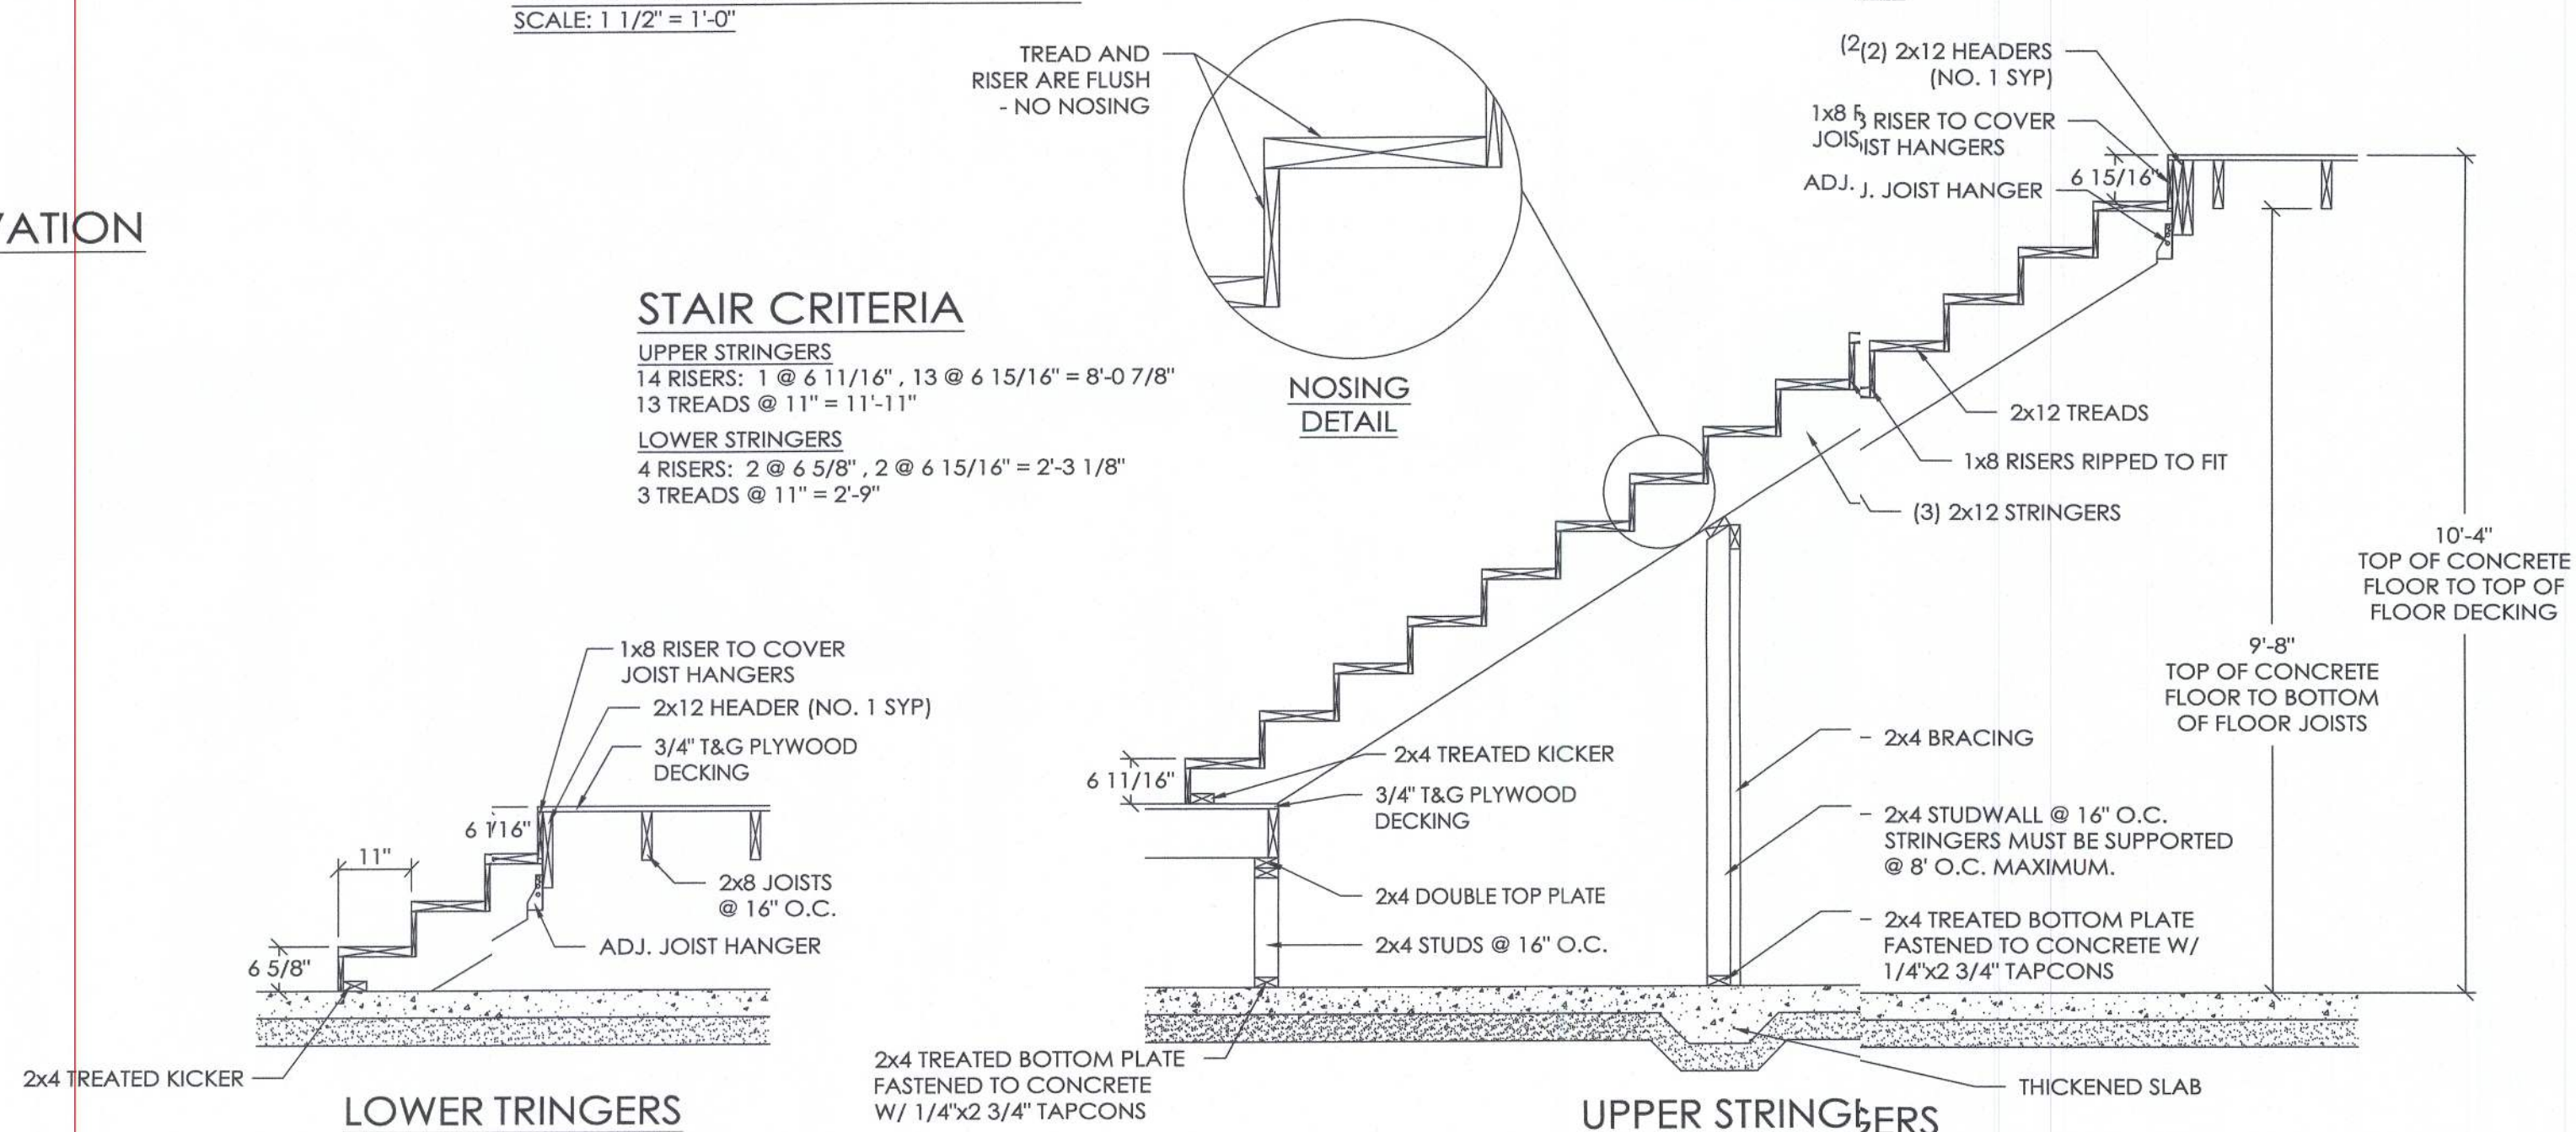 SCALE: 1 1/2" = 1'-0"
VATION
TREAD AND
RISER ARE FLUSH
- NO NOSING
NOSING
DETAIL
STAIR CRITERIA
UPPER STRINGERS
14 RISERS: 1 @ 6 11/16" , 13 @ 6 15/16" = 8'-0 7/8"
13 TREADS @ 11" = 11'-11"
LOWER STRINGERS
4 RISERS: 2 @ 6 5/8" , 2 @ 6 15/16" = 2'-3 1/8"
3 TREADS @ 11" = 2'-9"
1x8 RISER TO COVER
JOIST HANGERS
2x12 HEADER (NO. 1 SYP)
3/4" T&G PLYWOOD
DECKING
11"
2x8 JOISTS
@ 16" O.C.
ADJ. JOIST HANGER
6 5/8"
2x4 TREATED KICKER
LOWER TRINGERS
(2(2) 2x12 HEADERS
(NO. 1 SYP)
1x8 RISER TO COVER
JOIS IST HANGERS
ADJ. J. JOIST HANGER
6 15/16"
2x12 TREADS
1x8 RISERS RIPPED TO FIT
(3) 2x12 STRINGERS
10'-4"
TOP OF CONCRETE
FLOOR TO TOP OF
FLOOR DECKING
9'-8"
TOP OF CONCRETE
FLOOR TO BOTTOM
OF FLOOR JOISTS
6 11/16"
2x4 TREATED KICKER
3/4" T&G PLYWOOD
DECKING
2x4 DOUBLE TOP PLATE
2x4 STUDS @ 16" O.C.
2x4 TREATED BOTTOM PLATE
FASTENED TO CONCRETE
W/ 1/4"x2 3/4" TAPCONS
2x4 BRACING
2x4 STUDWALL @ 16" O.C.
STRINGERS MUST BE SUPPORTED
@ 8' O.C. MAXIMUM.
2x4 TREATED BOTTOM PLATE
FASTENED TO CONCRETE W/
1/4"x2 3/4" TAPCONS
THICKENED SLAB
UPPER STRINGGERS